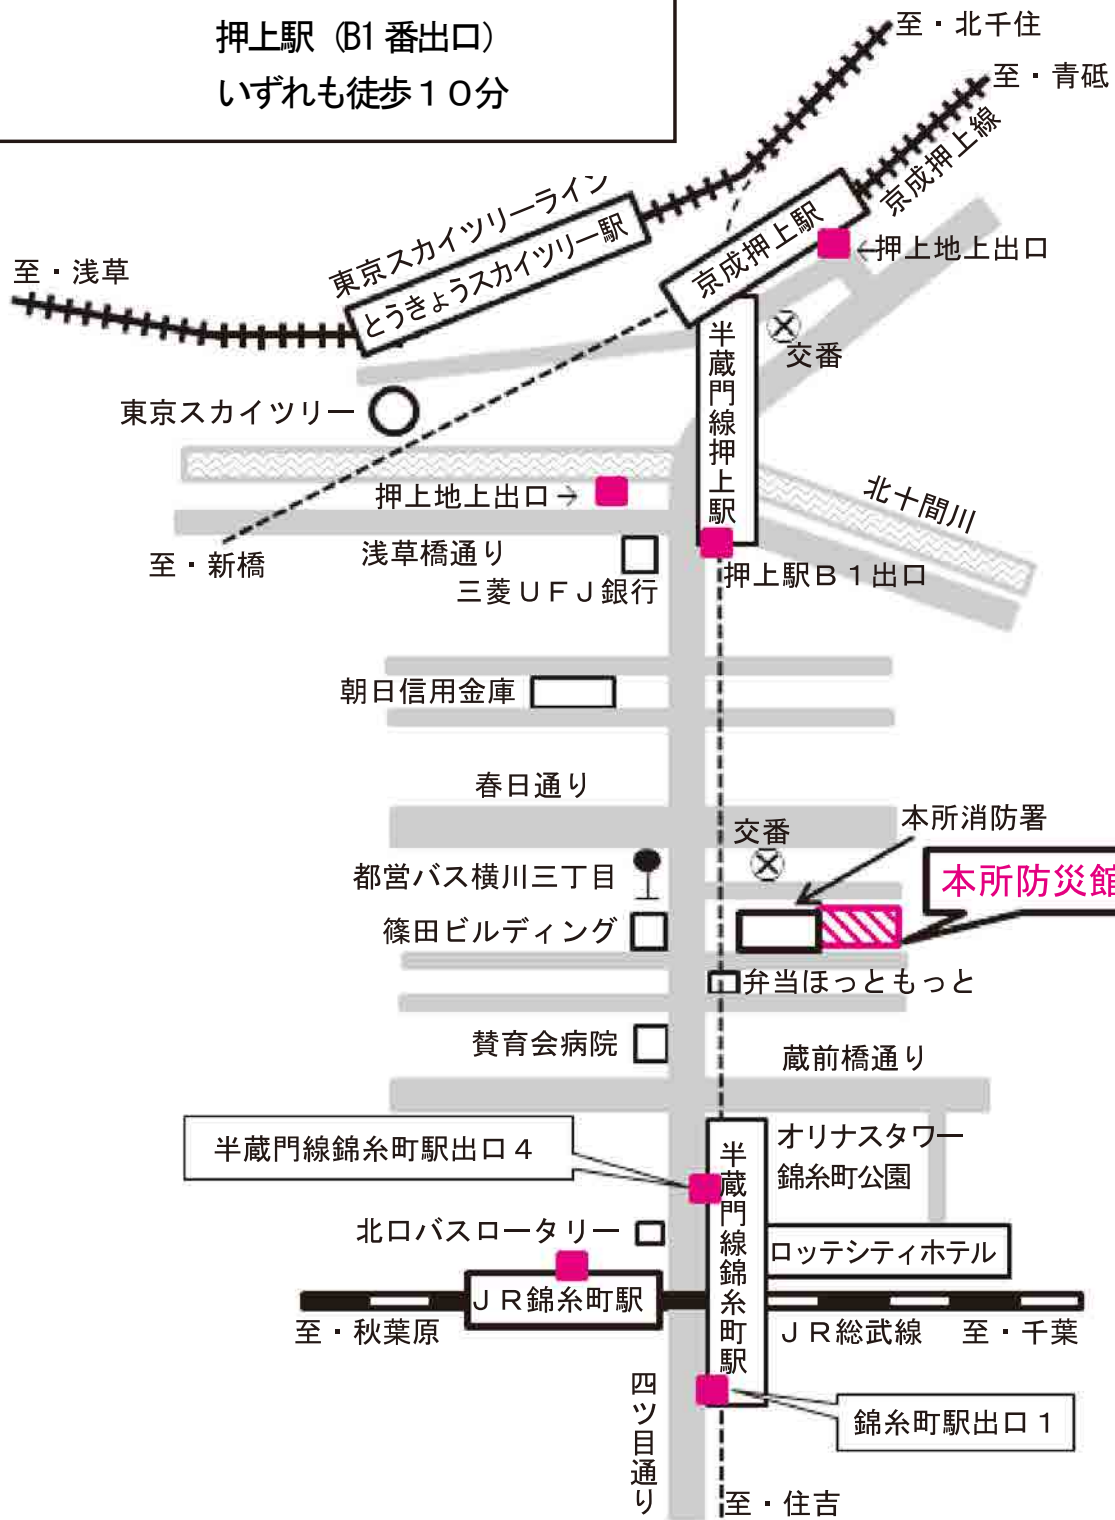 押上駅（B1番出口）
いずれも徒歩１０分
至・北千住
至・青砥
京成押上線
東京スカイツリーライン
とうきょうスカイツリー駅
京成押上駅
←押上地上出口
至・浅草
半蔵門線押上駅
交番
東京スカイツリー
北十間川
押上地上出口→
至・新橋
浅草橋通り
三菱ＵＦＪ銀行
押上駅Ｂ１出口
朝日信用金庫
春日通り
本所消防署
交番
都営バス横川三丁目
本所防災館
篠田ビルディング
弁当ほっともっと
賛育会病院
蔵前橋通り
半蔵門線錦糸町駅出口４
半蔵門線錦糸町駅
オリナスタワー
錦糸町公園
北口バスロータリー
ロッテシティホテル
ＪＲ錦糸町駅
至・秋葉原
ＪＲ総武線
至・千葉
四ツ目通り
錦糸町駅出口１
至・住吉